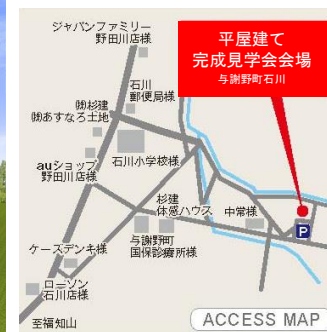 ジャパンファミリー
野田川店様
平屋建て
完成見学会会場
与謝野町石川
石川
郵便局様
㈱杉建
㈱あすなろ土地
石川小学校様
auショップ
野田川店様
杉建
体感ハウス
中常様
P
与謝野町
国保診療所様
ケーズデンキ様
ローソン
石川店様
至福知山
ACCESS MAP